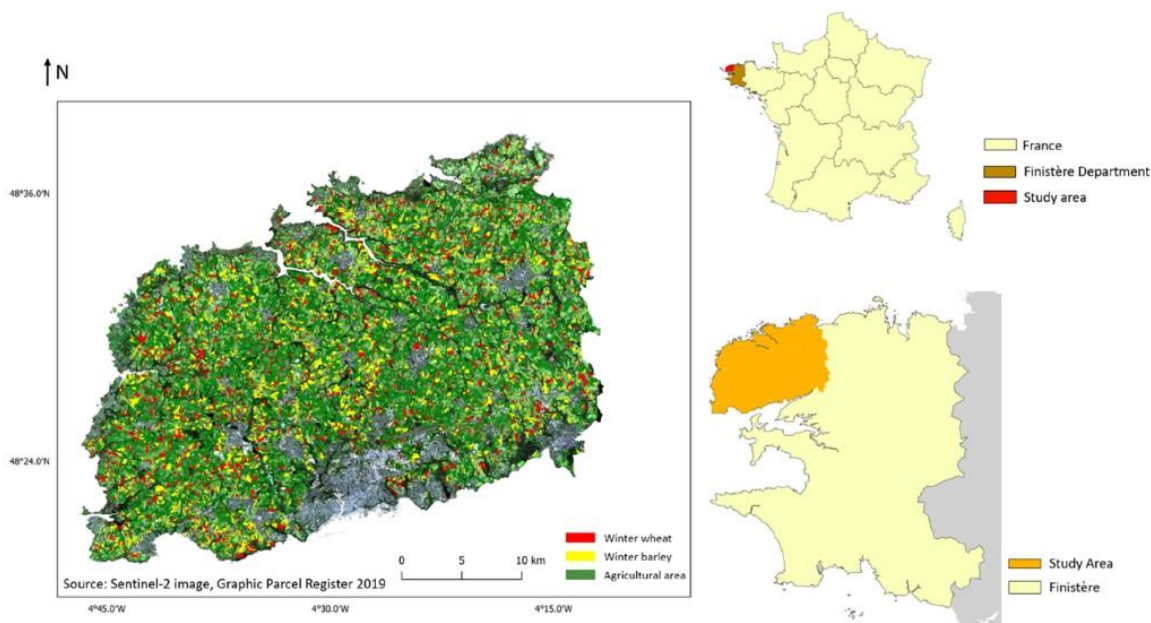 N
48°36.0'N
48°24.0'N
Winter wheat
Winter barley
Agricultural area
0 5 10 km
Source: Sentinel-2 image, Graphic Parcel Register 2019
4°45.0'W 4°30.0'W 4°15.0'W
France
Finistère Department
Study area
Study Area
Finistère